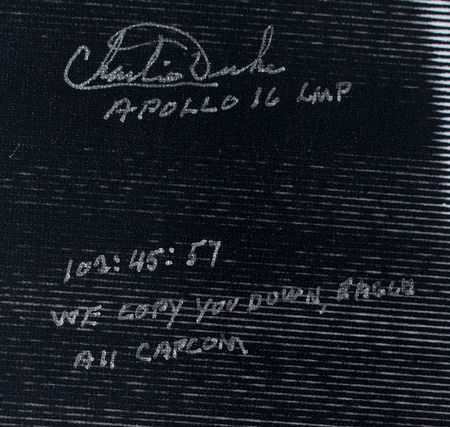 Charlie Duke
APOLLO 16 LMP
102:45:57
WE COPY YOU DOWN, EAGLE
A11 CAPCOM